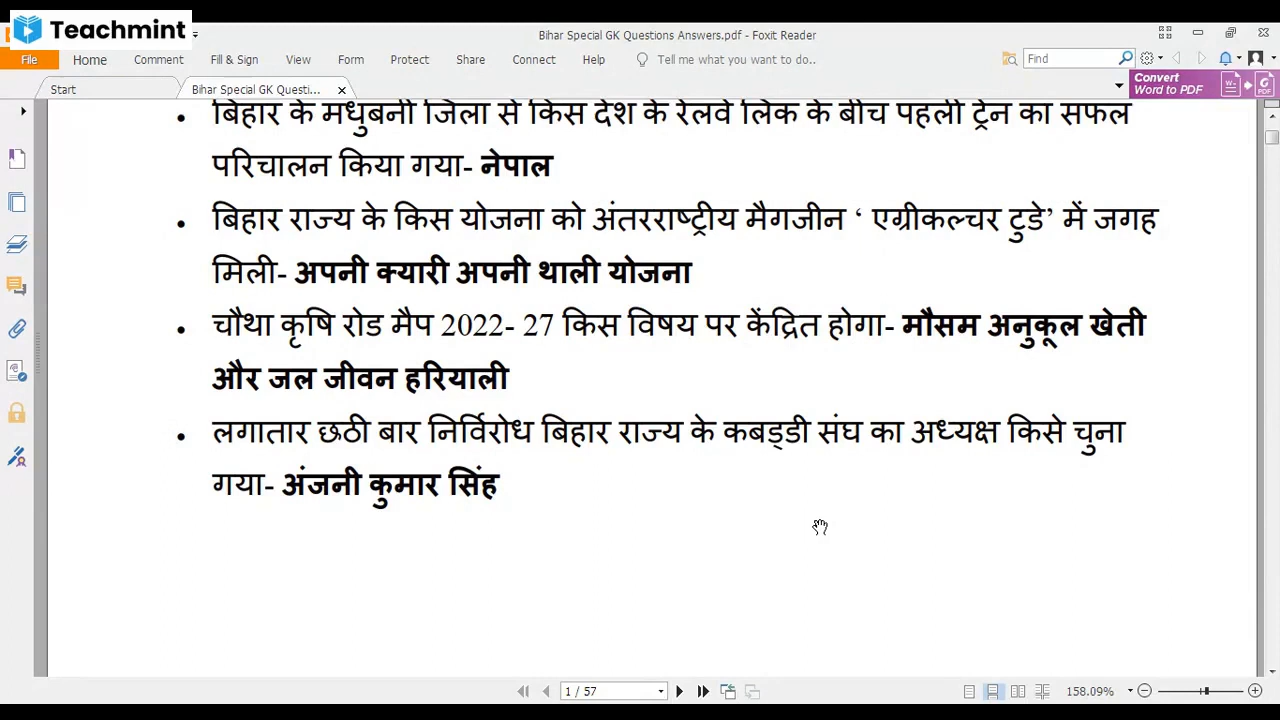 Teachmint
Bihar Special GK Questions Answers.pdf - Foxit Reader
File Home Comment Fill & Sign View Form Protect Share Connect Help Tell me what you want to do.. Find
Start Bihar Special GK Questi... Convert
Word to PDF
बिहार के मधुबनी जिला से किस देश के रेलवे लिंक के बीच पहली ट्रेन का सफल
परिचालन किया गया- नेपाल
बिहार राज्य के किस योजना को अंतरराष्ट्रीय मैगजीन ‘ एग्रीकल्चर टुडे’ में जगह
मिली- अपनी क्यारी अपनी थाली योजना
चौथा कृषि रोड मैप 2022- 27 किस विषय पर केंद्रित होगा- मौसम अनुकूल खेती
और जल जीवन हरियाली
लगातार छठी बार निर्विरोध बिहार राज्य के कबड्डी संघ का अध्यक्ष किसे चुना
गया- अंजनी कुमार सिंह
1 / 57 158.09%